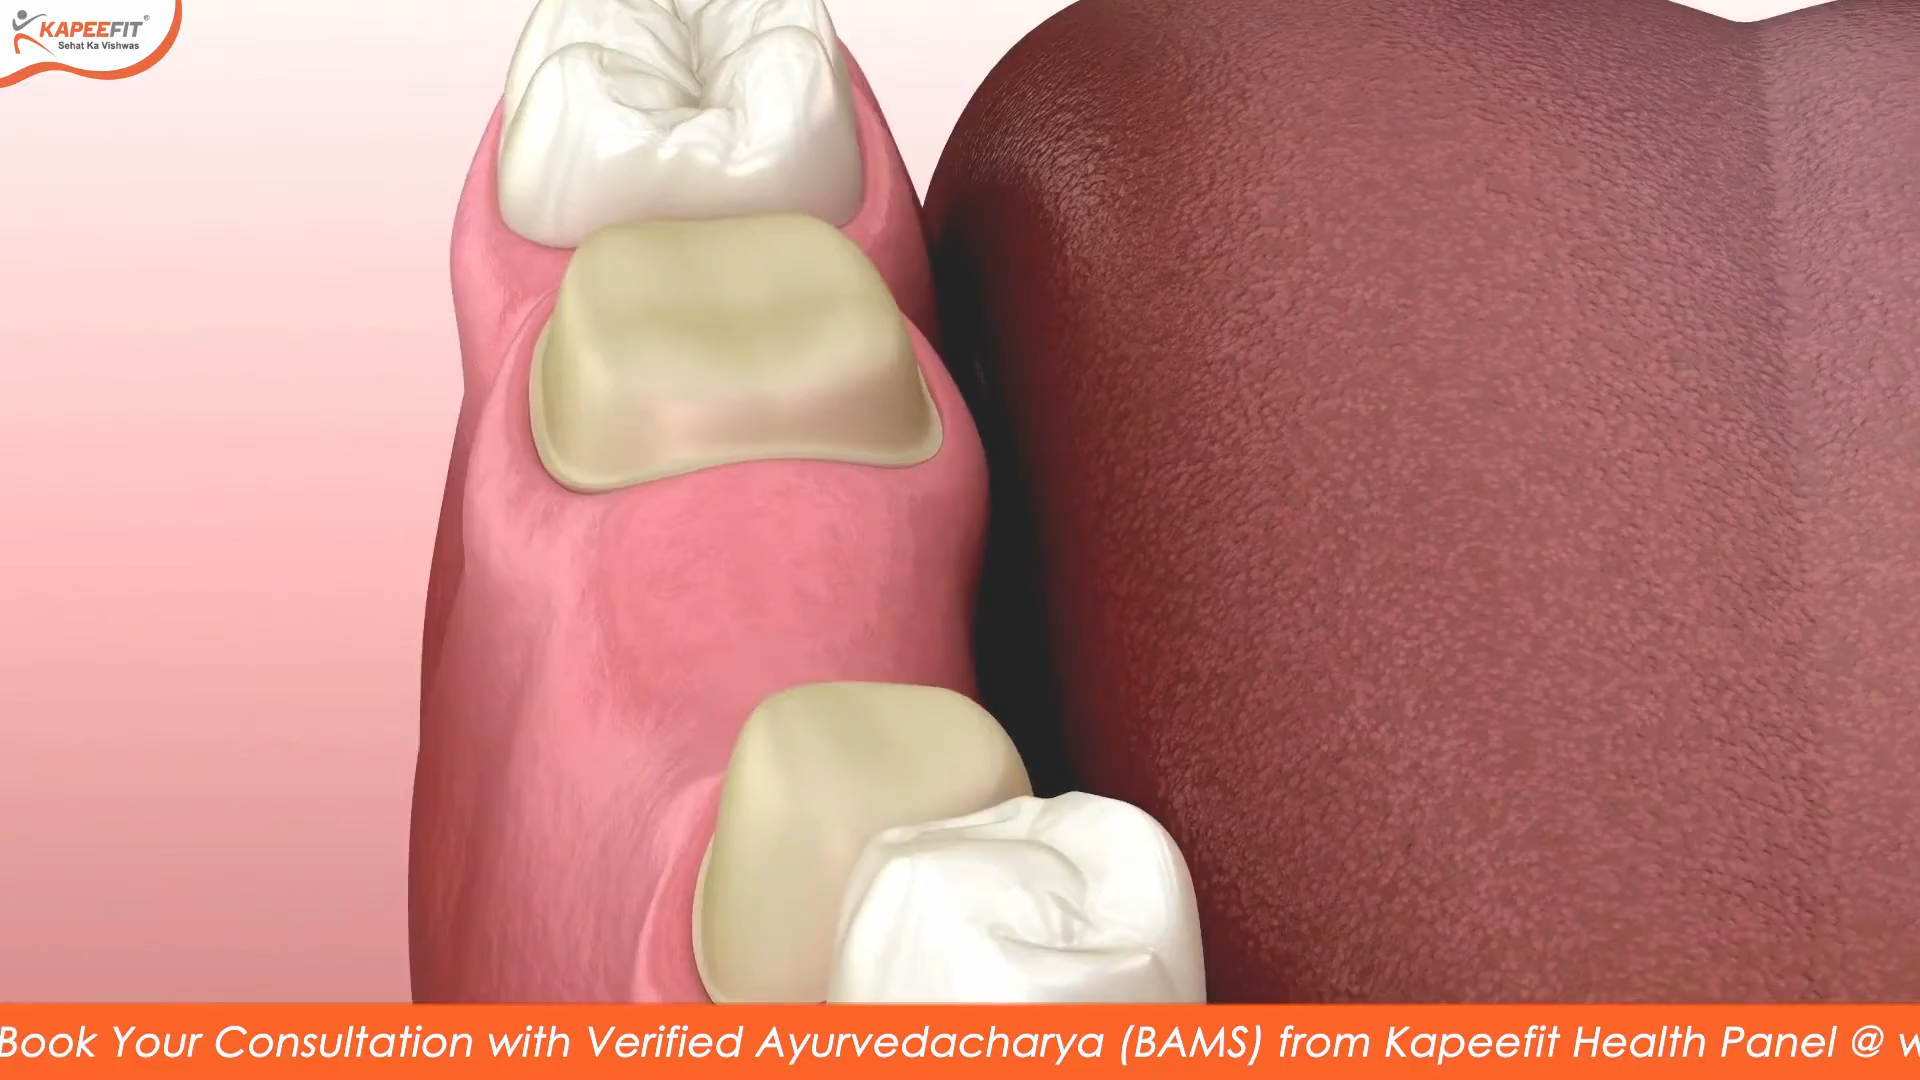 KAPEEFIT®
Sehat Ka Vishwas
Book Your Consultation with Verified Ayurvedacharya (BAMS) from Kapeefit Health Panel @ w